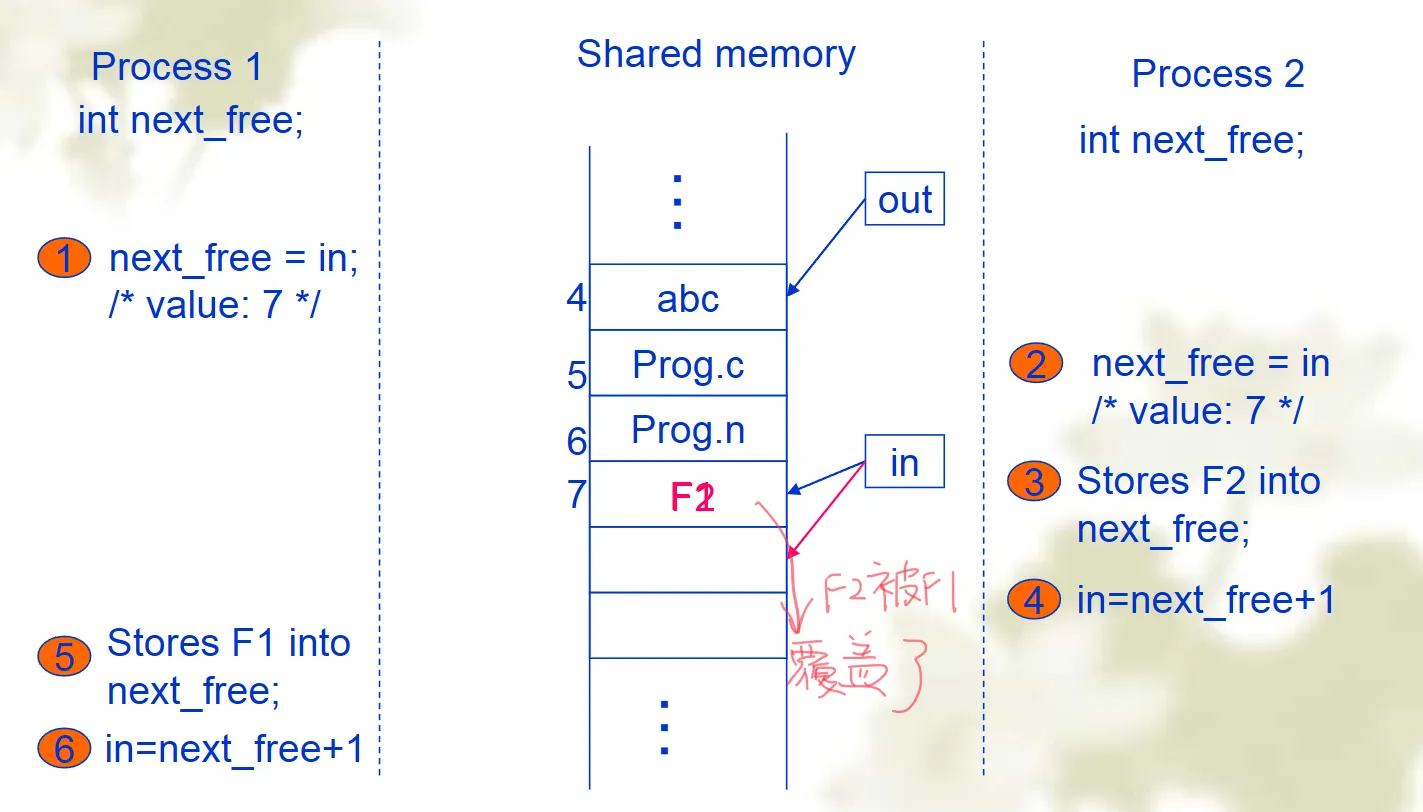 Process 1
int next_free;
1 next_free = in;
/* value: 7 */
5 Stores F1 into
next_free;
6 in=next_free+1
Shared memory
out
4 abc
5 Prog.c
6 Prog.n
in
7 F2
F2被F1
覆盖了
Process 2
int next_free;
2 next_free = in
/* value: 7 */
3 Stores F2 into
next_free;
4 in=next_free+1